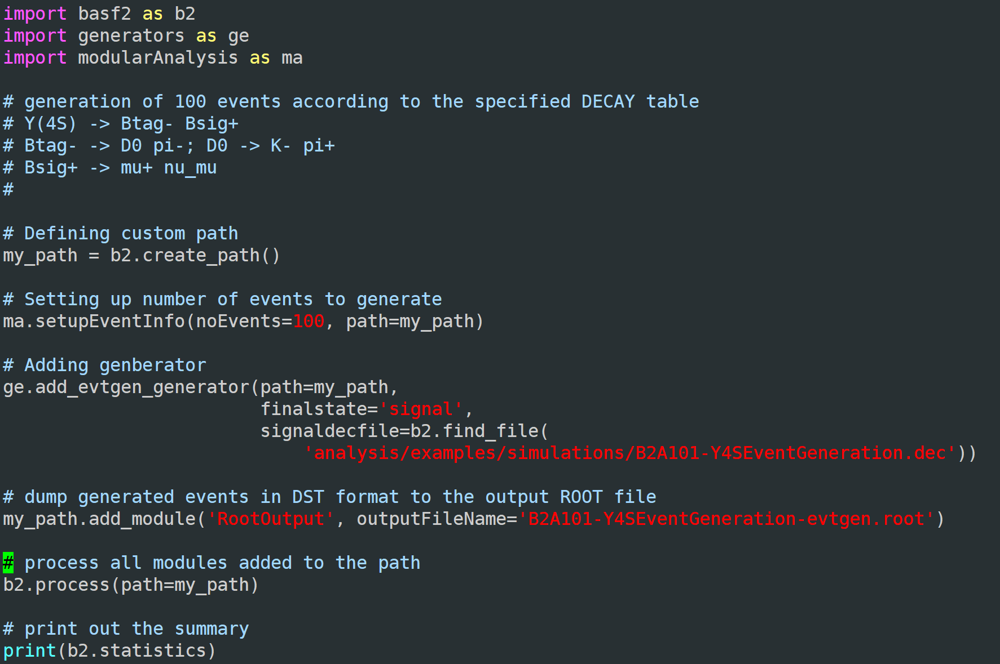 import basf2 as b2
import generators as ge
import modularAnalysis as ma
# generation of 100 events according to the specified DECAY table
# Y(4S) -> Btag- Bsig+
# Btag- -> D0 pi-; D0 -> K- pi+
# Bsig+ -> mu+ nu_mu
#
# Defining custom path
my_path = b2.create_path()
# Setting up number of events to generate
ma.setupEventInfo(noEvents=100, path=my_path)
# Adding genberator
ge.add_evtgen_generator(path=my_path,
                        finalstate='signal',
                        signaldecfile=b2.find_file(
                            'analysis/examples/simulations/B2A101-Y4SEventGeneration.dec'))
# dump generated events in DST format to the output ROOT file
my_path.add_module('RootOutput', outputFileName='B2A101-Y4SEventGeneration-evtgen.root')
# process all modules added to the path
b2.process(path=my_path)
# print out the summary
print(b2.statistics)